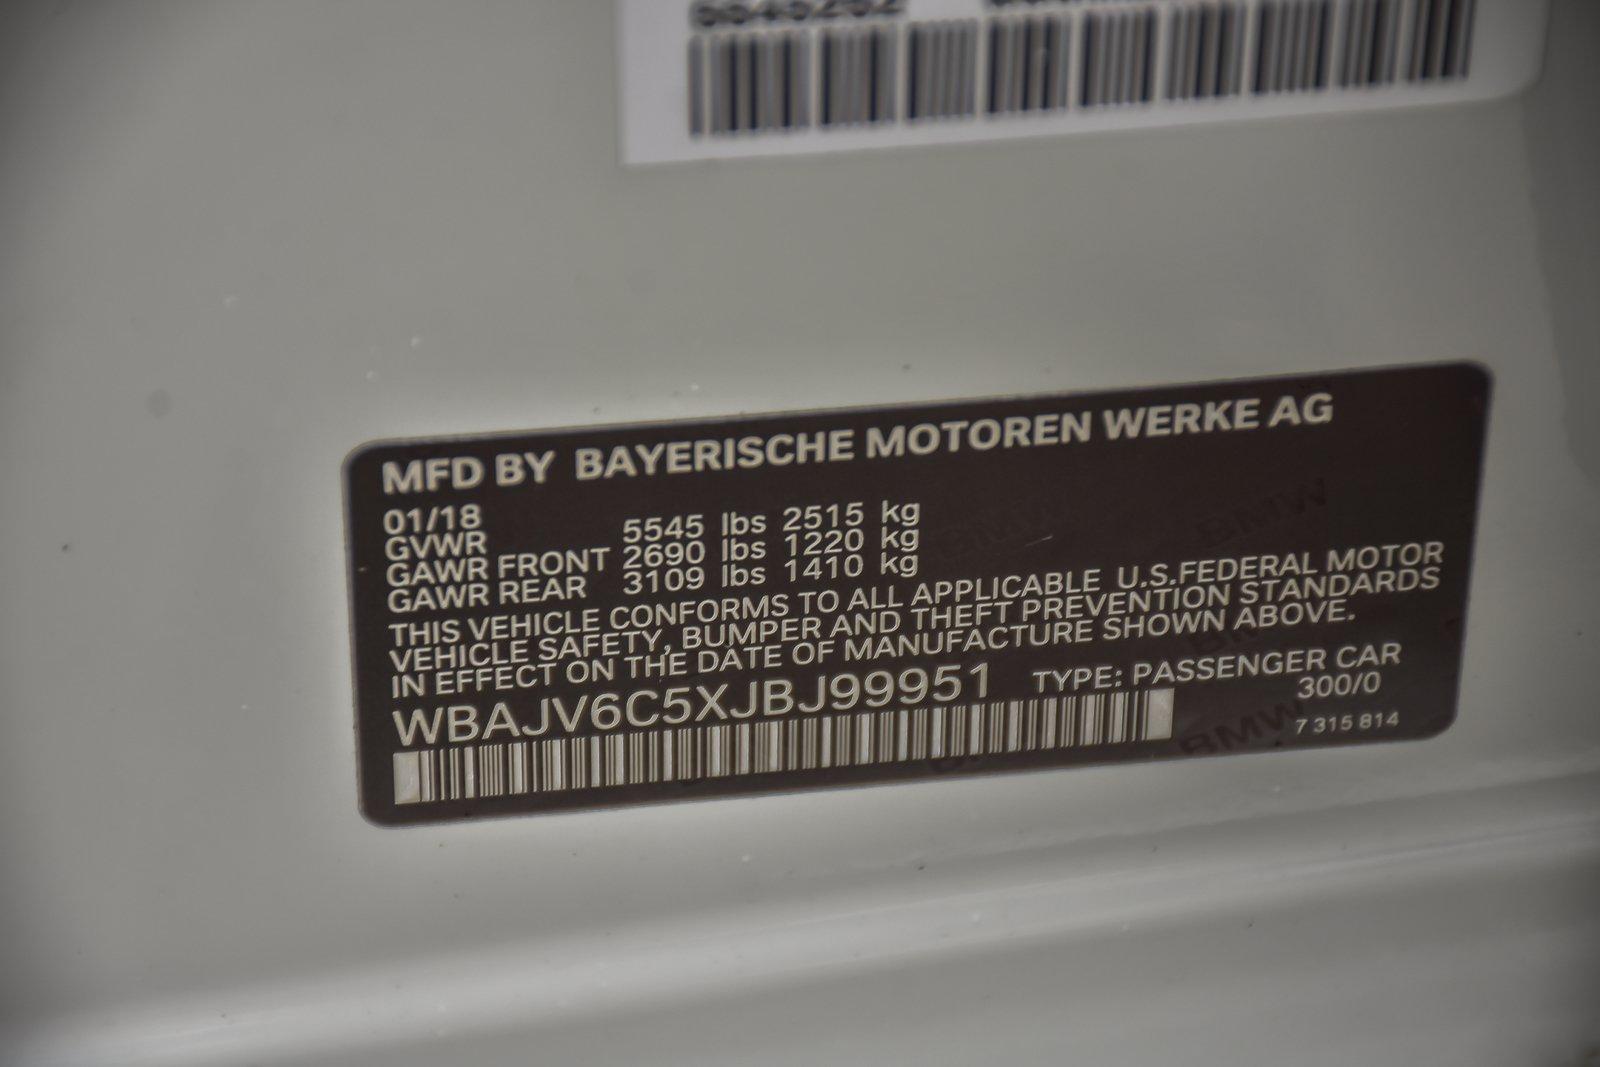 MFD BY BAYERISCHE MOTOREN WERKE AG
01/18
GVWR 5545 lbs 2515 kg
GAWR FRONT 2690 lbs 1220 kg
GAWR REAR 3109 lbs 1410 kg
THIS VEHICLE CONFORMS TO ALL APPLICABLE U.S.FEDERAL MOTOR
VEHICLE SAFETY, BUMPER AND THEFT PREVENTION STANDARDS
IN EFFECT ON THE DATE OF MANUFACTURE SHOWN ABOVE.
WBAJV6C5XJBJ99951 TYPE: PASSENGER CAR
300/0
7 315 814